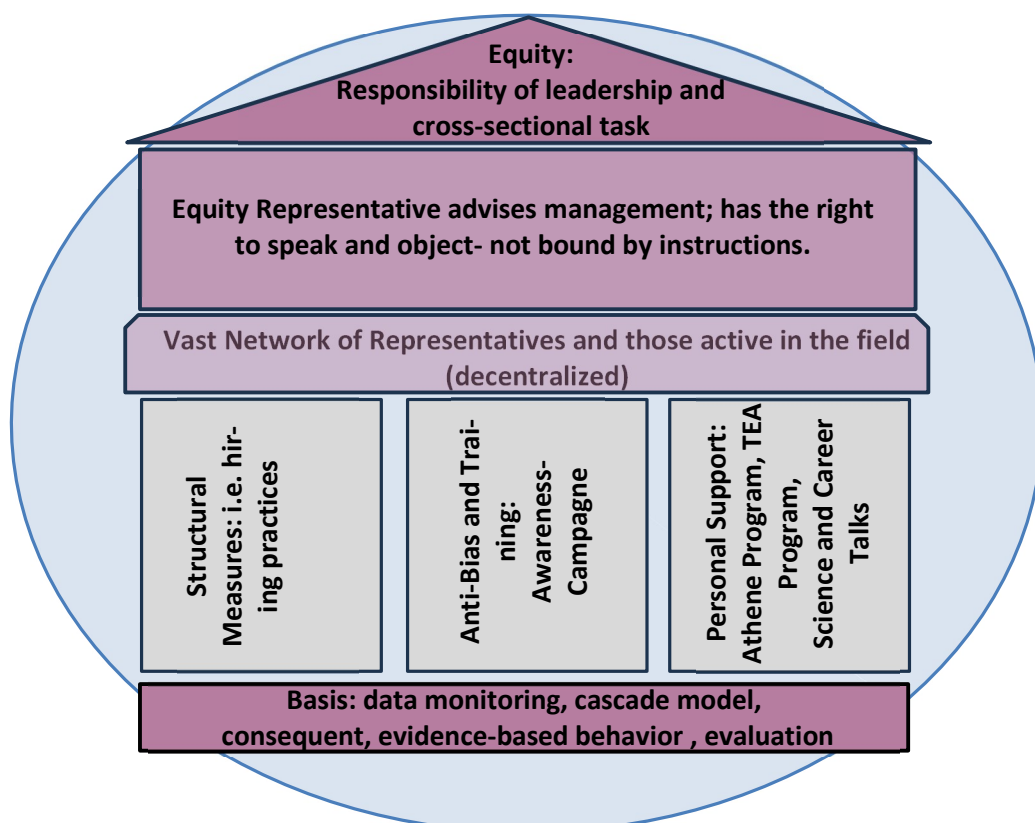 Equity:
Responsibility of leadership and
cross-sectional task
Equity Representative advises management; has the right
to speak and object- not bound by instructions.
Vast Network of Representatives and those active in the field
(decentralized)
Structural
Measures: i.e. hir-
ing practices
Anti-Bias and Trai-
ning:
Awareness-
Campagne
Personal Support:
Athene Program, TEA
Program,
Science and Career
Talks
Basis: data monitoring, cascade model,
consequent, evidence-based behavior , evaluation